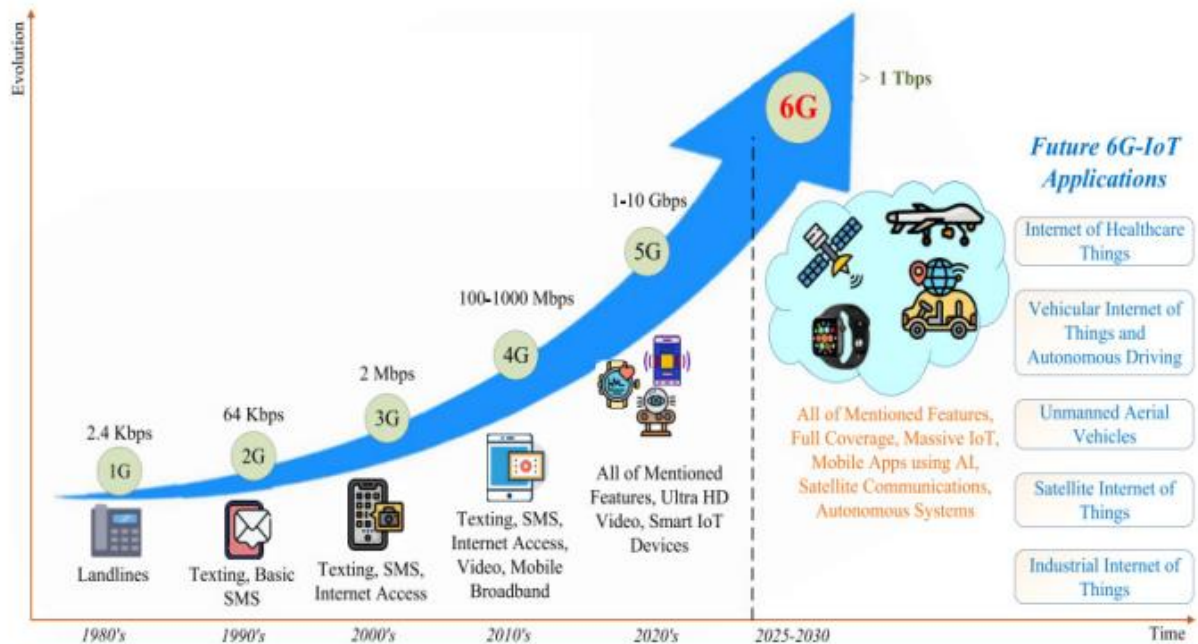 Evolution
> 1 Tbps
6G
Future 6G-IoT
Applications
1-10 Gbps
5G
Internet of Healthcare
Things
100-1000 Mbps
4G
Vehicular Internet of
Things and
Autonomous Driving
2 Mbps
3G
64 Kbps
2G
2.4 Kbps
1G
All of Mentioned Features,
Full Coverage, Massive IoT,
Mobile Apps using AI,
Satellite Communications,
Autonomous Systems
Unmanned Aerial
Vehicles
Satellite Internet of
Things
Industrial Internet of
Things
Landlines
Texting, Basic
SMS
Texting, SMS,
Internet Access
Texting, SMS,
Internet Access,
Video, Mobile
Broadband
All of Mentioned
Features, Ultra HD
Video, Smart IoT
Devices
1980's
1990's
2000's
2010's
2020's
2025-2030
Time